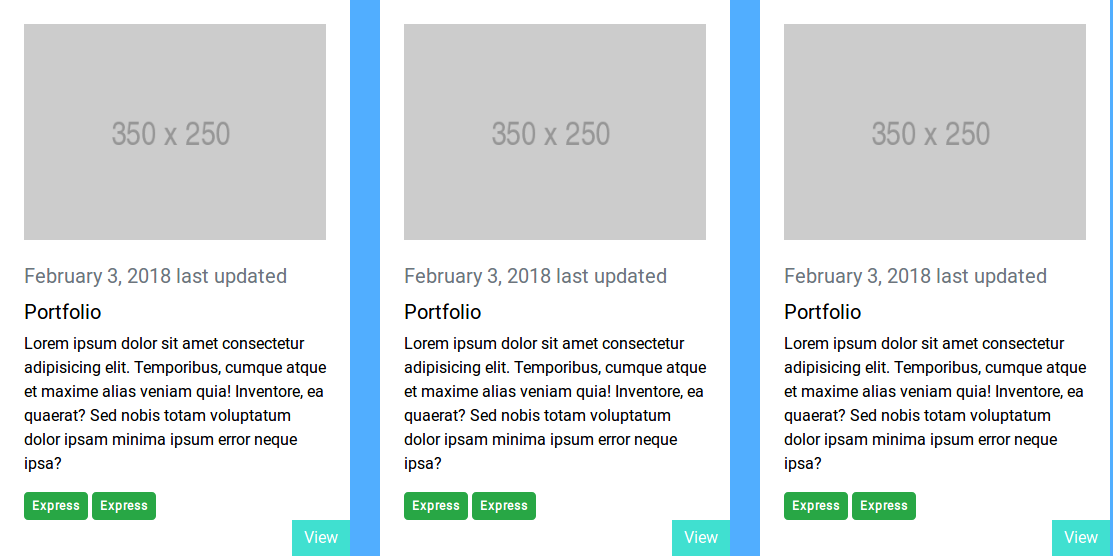 350 x 250
February 3, 2018 last updated
Portfolio
Lorem ipsum dolor sit amet consectetur
adipisicing elit. Temporibus, cumque atque
et maxime alias veniam quia! Inventore, ea
quaerat? Sed nobis totam voluptatum
dolor ipsam minima ipsum error neque
ipsa?
Express Express
View
350 x 250
February 3, 2018 last updated
Portfolio
Lorem ipsum dolor sit amet consectetur
adipisicing elit. Temporibus, cumque atque
et maxime alias veniam quia! Inventore, ea
quaerat? Sed nobis totam voluptatum
dolor ipsam minima ipsum error neque
ipsa?
Express Express
View
350 x 250
February 3, 2018 last updated
Portfolio
Lorem ipsum dolor sit amet consectetur
adipisicing elit. Temporibus, cumque atque
et maxime alias veniam quia! Inventore, ea
quaerat? Sed nobis totam voluptatum
dolor ipsam minima ipsum error neque
ipsa?
Express Express
View